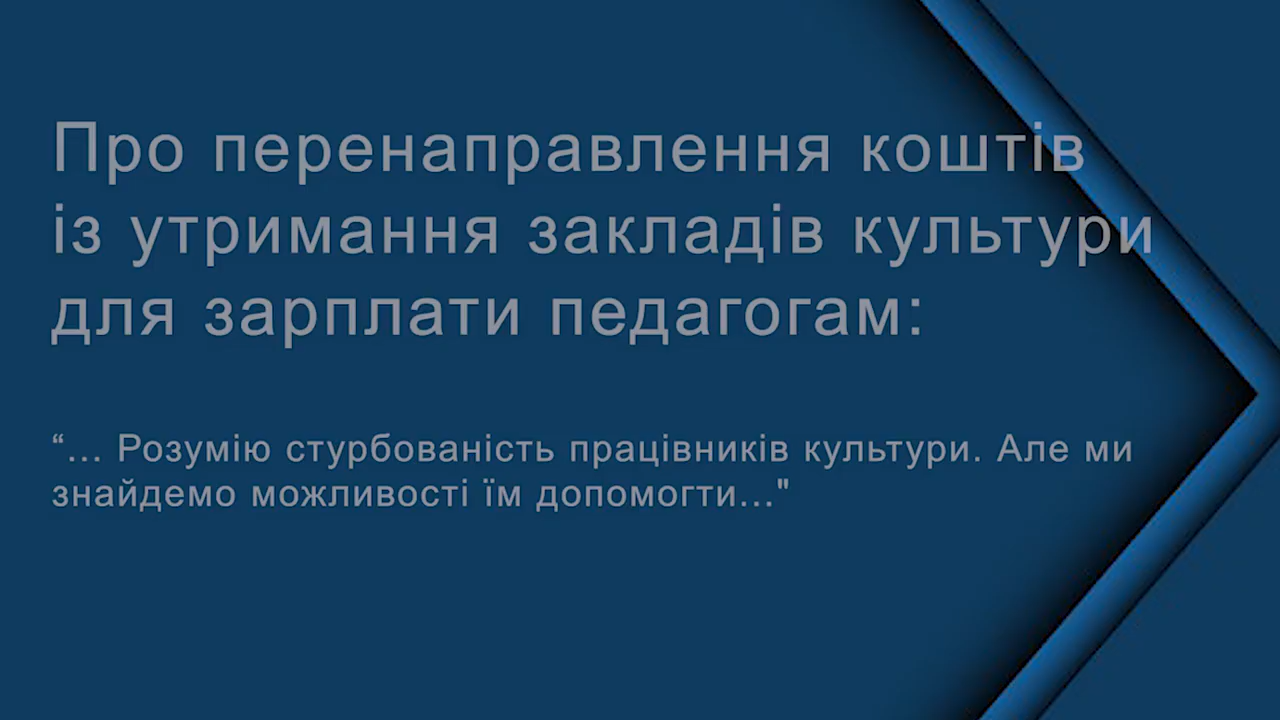 Про перенаправлення коштів
із утримання закладів культури
для зарплати педагогам:
“... Розумію стурбованість працівників культури. Але ми
знайдемо можливості їм допомогти..."